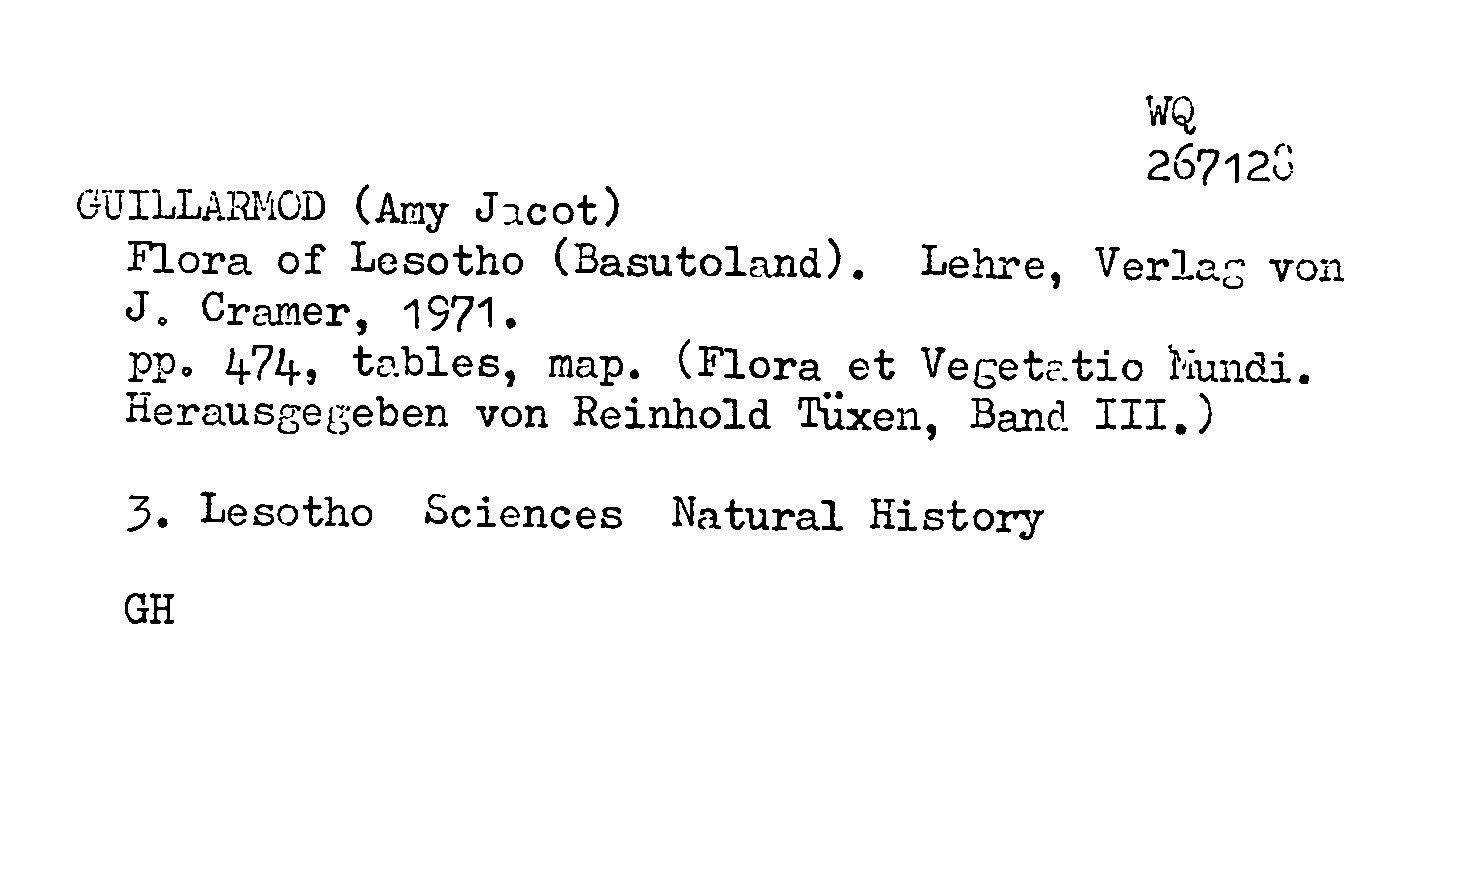 WQ
267128
GUILLARMOD (Amy Jacot)
Flora of Lesotho (Basutoland). Lehre, Verlag von
J. Cramer, 1971.
pp. 474, tables, map. (Flora et Vegetatio Mundi.
Herausgegeben von Reinhold Tüxen, Band III.)
3. Lesotho Sciences Natural History
GH